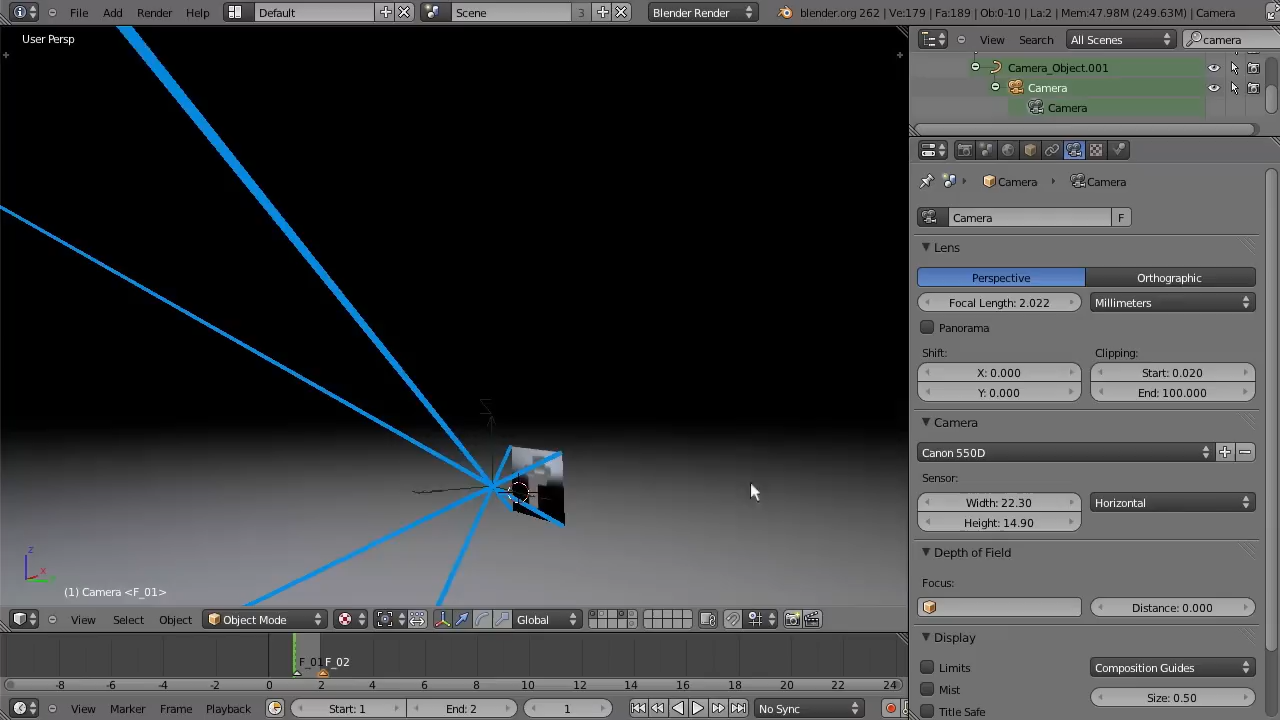 File Add Render Help Default Scene 3 Blender Render blender.org 262 | Ve:179 | Fa:189 | Ob:0-10 | La:2 | Mem:47.98M (249.63M) | Camera
User Persp
View Search All Scenes camera
Camera_Object.001
Camera
Camera
Camera Camera
Camera F
Lens
Perspective Orthographic
Focal Length: 2.022 Millimeters
Panorama
Shift: Clipping:
X: 0.000 Start: 0.020
Y: 0.000 End: 100.000
Camera
Canon 550D
Sensor:
Width: 22.30 Horizontal
Height: 14.90
Depth of Field
Focus:
Distance: 0.000
Display
Limits Composition Guides
Mist Size: 0.50
Title Safe
z
x
(1) Camera <F_01>
View Select Object Object Mode Global
F_01 F_02
-8 -6 -4 -2 0 2 4 6 8 10 12 14 16 18 20 22 24
View Marker Frame Playback Start: 1 End: 2 1 No Sync